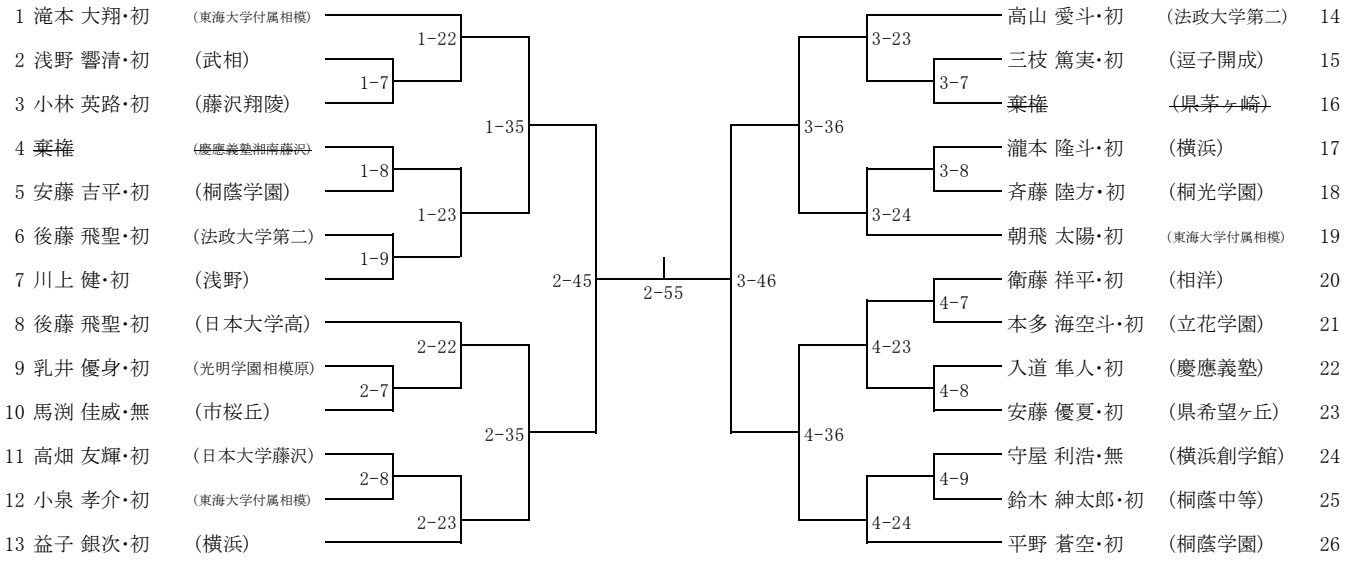 1 滝本 大翔・初 (東海大学付属相模)
2 浅野 響清・初 (武相)
3 小林 英路・初 (藤沢翔陵)
4 棄権 (慶應義塾湘南藤沢)
5 安藤 吉平・初 (桐蔭学園)
6 後藤 飛聖・初 (法政大学第二)
7 川上 健・初 (浅野)
8 後藤 飛聖・初 (日本大学高)
9 乳井 優身・初 (光明学園相模原)
10 馬渕 佳威・無 (市桜丘)
11 高畑 友輝・初 (日本大学藤沢)
12 小泉 孝介・初 (東海大学付属相模)
13 益子 銀次・初 (横浜)
1-22
1-7
1-35
1-8
1-23
1-9
2-45
2-22
2-7
2-35
2-8
2-23
2-55
3-46
3-23
3-7
3-36
3-8
3-24
4-7
4-23
4-8
4-36
4-9
4-24
高山 愛斗・初 (法政大学第二) 14
三枝 篤実・初 (逗子開成) 15
棄権 (県茅ヶ崎) 16
瀧本 隆斗・初 (横浜) 17
斉藤 陸方・初 (桐光学園) 18
朝飛 太陽・初 (東海大学付属相模) 19
衛藤 祥平・初 (相洋) 20
本多 海空斗・初 (立花学園) 21
入道 隼人・初 (慶應義塾) 22
安藤 優夏・初 (県希望ヶ丘) 23
守屋 利浩・無 (横浜創学館) 24
鈴木 紳太郎・初 (桐蔭中等) 25
平野 蒼空・初 (桐蔭学園) 26